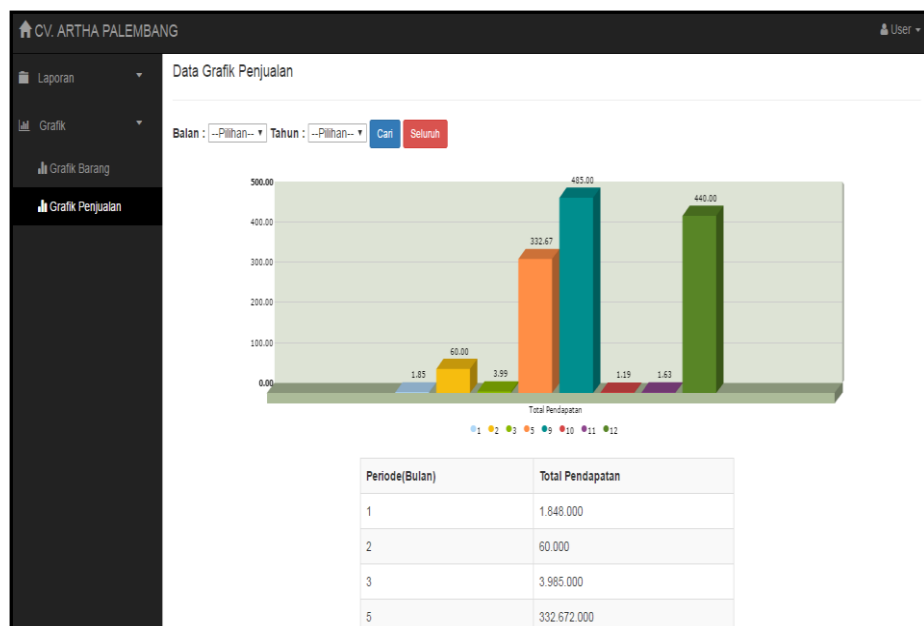 CV. ARTHA PALEMBANG
User
Laporan
Grafik
Grafik Barang
Grafik Penjualan
Data Grafik Penjualan
Balan : --Pilihan-- Tahun : --Pilihan-- Cari Seluruh
500.00
400.00
300.00
200.00
100.00
0.00
1.85
60.00
3.99
332.67
485.00
1.19
1.63
440.00
Total Pendapatan
1 2 3 5 9 10 11 12
Periode(Bulan) Total Pendapatan
1 1.848.000
2 60.000
3 3.985.000
5 332.672.000